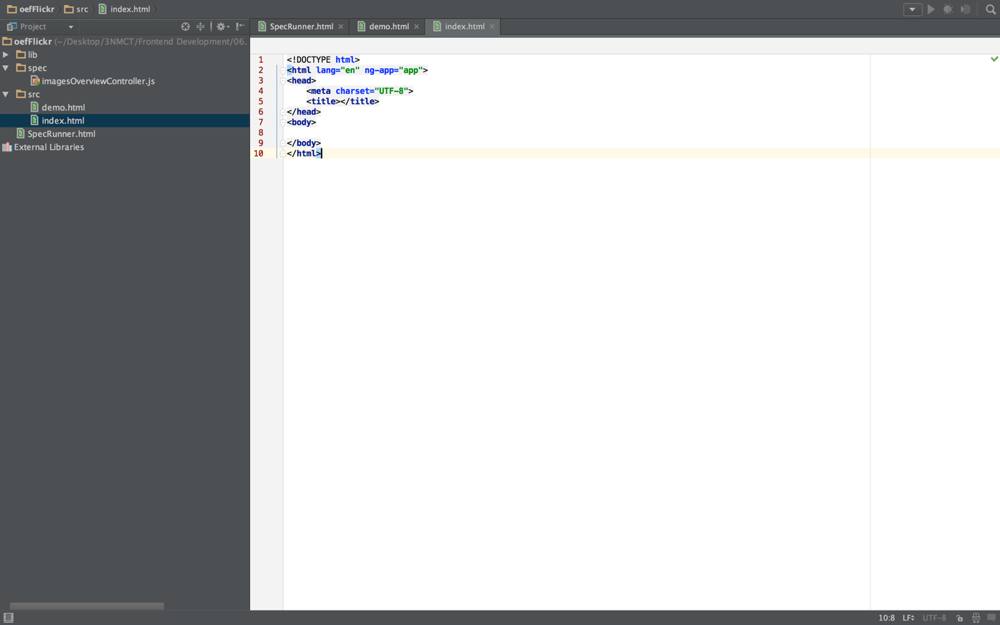 oefFlickr src index.html
Project
SpecRunner.html demo.html index.html
oefFlickr (~/Desktop/3NMCT/Frontend Development/06.
lib
spec
imagesOverviewController.js
src
demo.html
index.html
SpecRunner.html
External Libraries
1 <!DOCTYPE html>
2 <html lang="en" ng-app="app">
3 <head>
4 <meta charset="UTF-8">
5 <title></title>
6 </head>
7 <body>
8
9 </body>
10 </html>
10:8 LF UTF-8